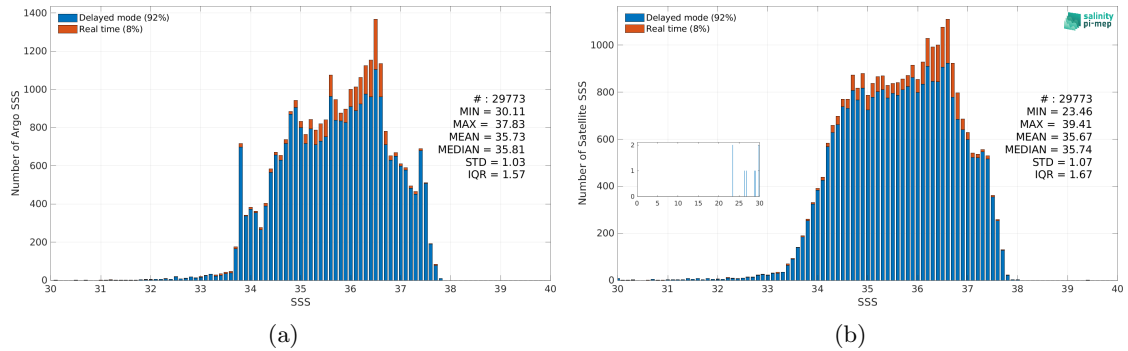 Delayed mode (92%)
Real time (8%)
1400
1200
1000
800
600
400
200
0
Number of Argo SSS
# : 29773
MIN = 30.11
MAX = 37.83
MEAN = 35.73
MEDIAN = 35.81
STD = 1.03
IQR = 1.57
30 31 32 33 34 35 36 37 38 39 40
SSS
(a)
Delayed mode (92%)
Real time (8%)
salinity
pi-mep
1000
800
600
400
200
0
Number of Satellite SSS
# : 29773
MIN = 23.46
MAX = 39.41
MEAN = 35.67
MEDIAN = 35.74
STD = 1.07
IQR = 1.67
2
1
0
0 5 10 15 20 25 30
30 31 32 33 34 35 36 37 38 39 40
SSS
(b)